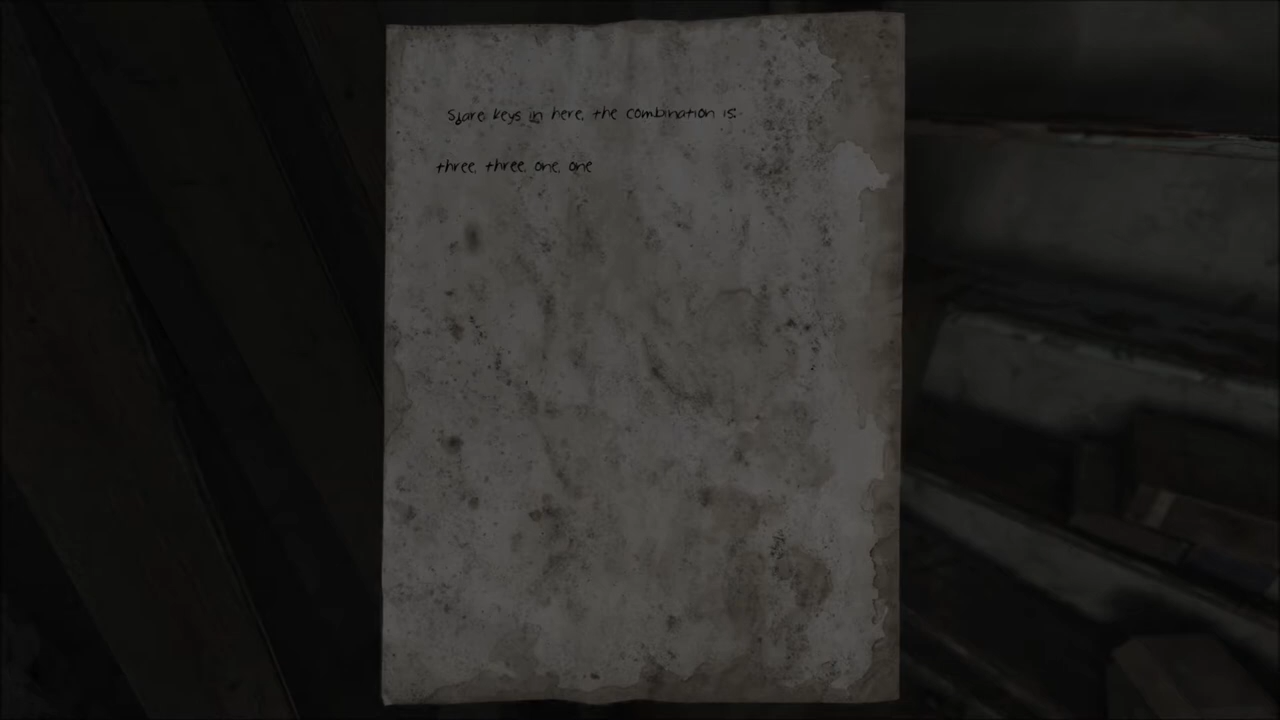 Spare keys in here, the combination is:
three, three, one, one